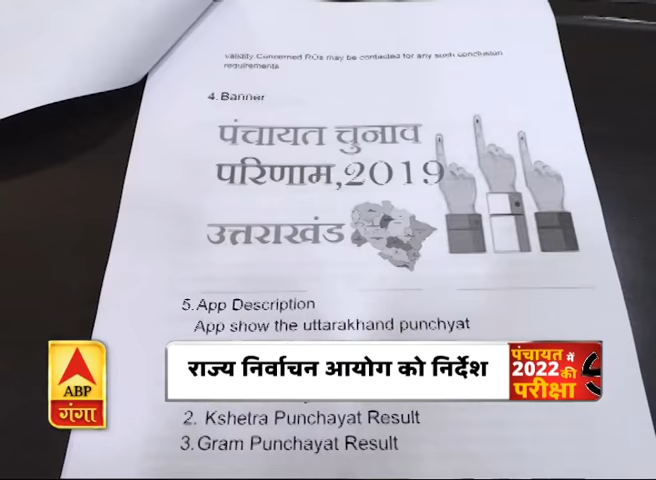 validity.Concerned ROs may be contacted for any such conclusion
requirements
4. Banner
पंचायत चुनाव
परिणाम,2019
उत्तराखंड
5. App Description
App show the uttarakhand punchyat
राज्य निर्वाचन आयोग को निर्देश
पंचायत में
2022 की
परीक्षा
ABP
गंगा
2. Kshetra Punchayat Result
3. Gram Punchayat Result